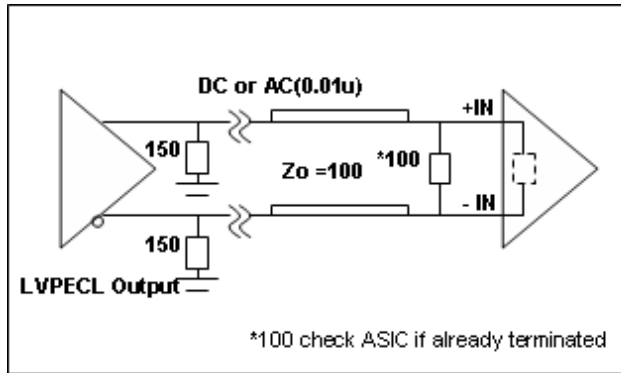 DC or AC(0.01u)
+IN
150
Zo =100
*100
- IN
150
LVPECL Output
*100 check ASIC if already terminated